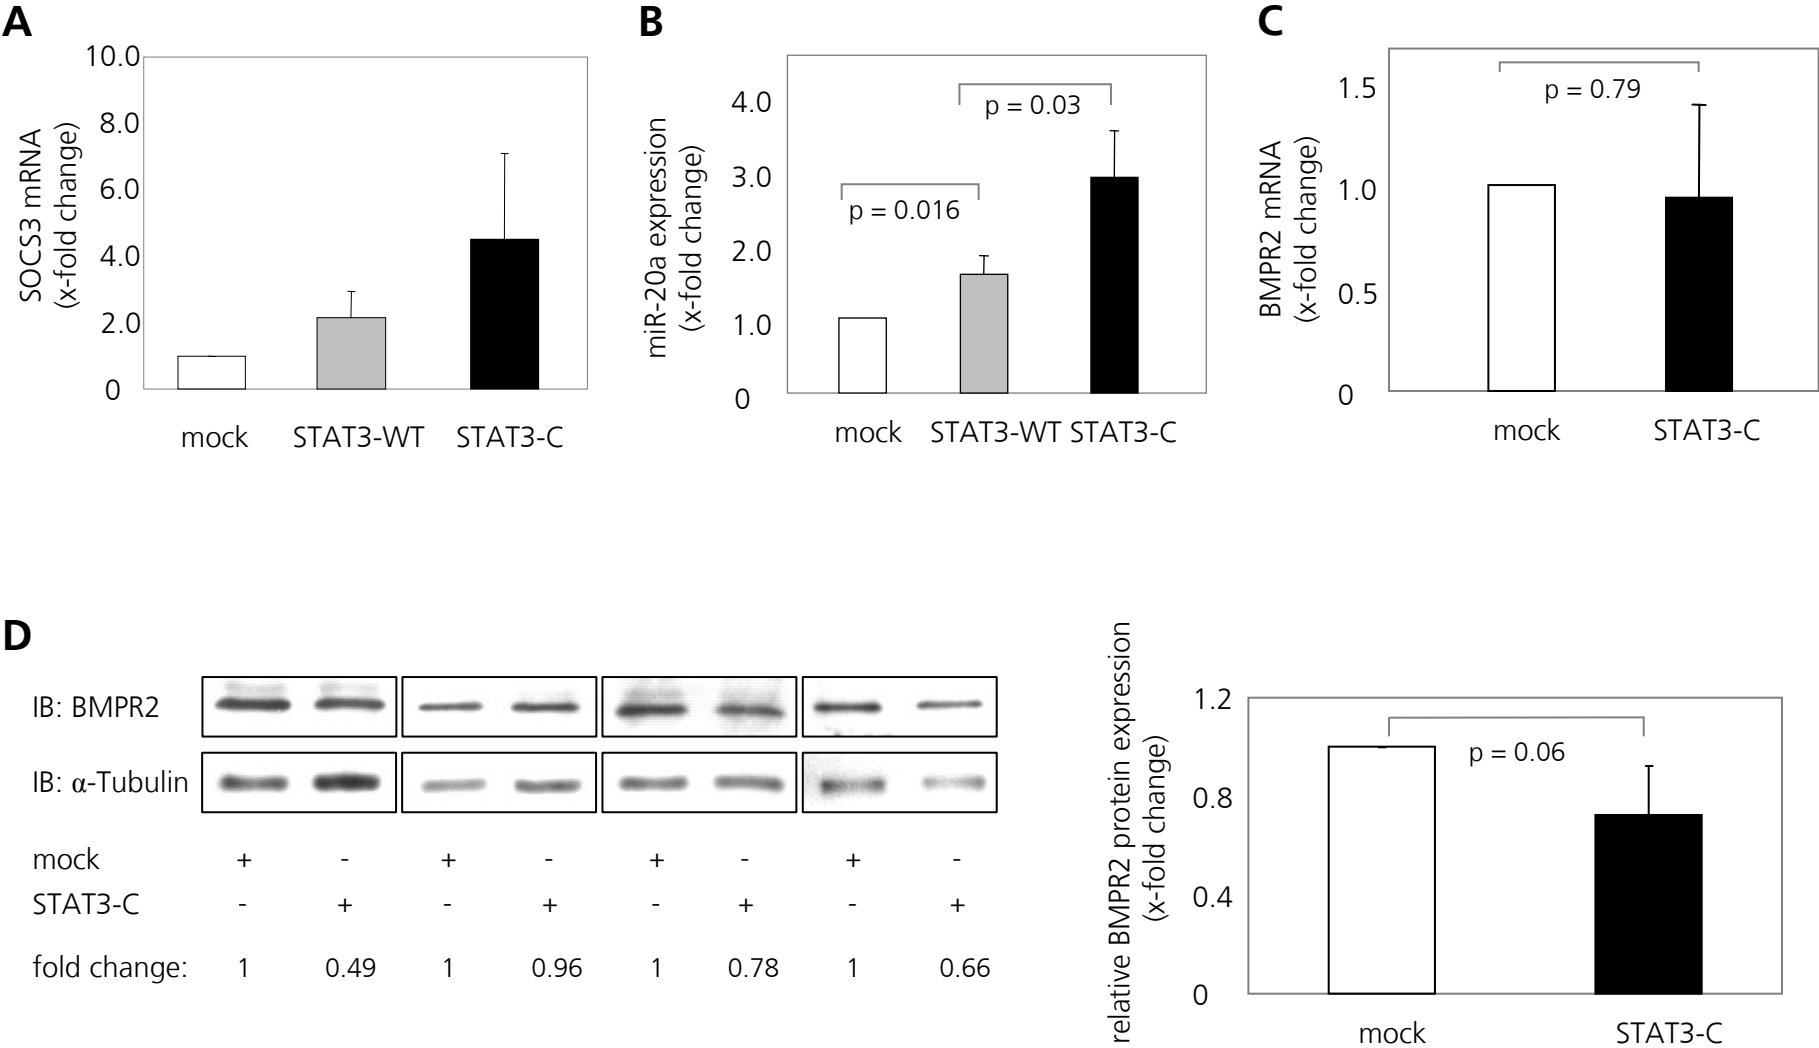 A
SOCS3 mRNA
(x-fold change)
10.0
8.0
6.0
4.0
2.0
0
mock STAT3-WT STAT3-C
B
miR-20a expression
(x-fold change)
4.0
3.0
2.0
1.0
0
p = 0.03
p = 0.016
mock STAT3-WT STAT3-C
C
BMPR2 mRNA
(x-fold change)
1.5
1.0
0.5
0
p = 0.79
mock STAT3-C
D
IB: BMPR2
IB: α-Tubulin
mock + - + - + - + -
STAT3-C - + - + - + - +
fold change: 1 0.49 1 0.96 1 0.78 1 0.66
relative BMPR2 protein expression
(x-fold change)
1.2
0.8
0.4
0
p = 0.06
mock STAT3-C